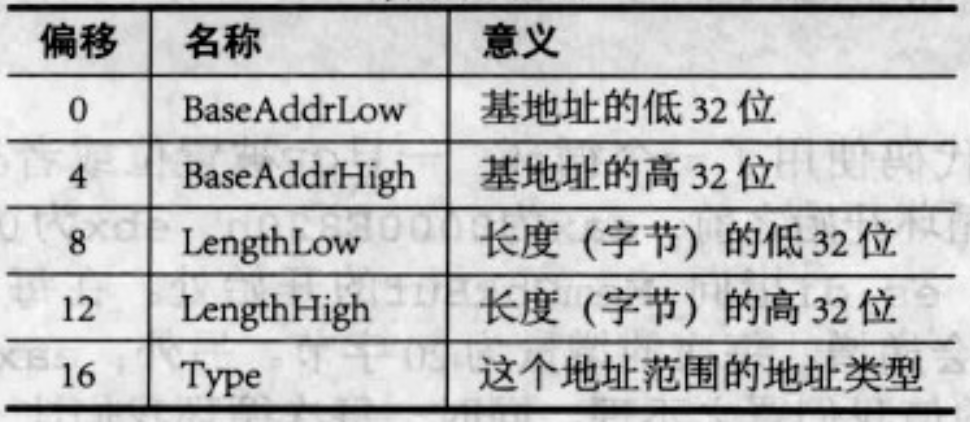 偏移 名称 意义
0 BaseAddrLow 基地址的低 32 位
4 BaseAddrHigh 基地址的高 32 位
8 LengthLow 长度（字节）的低 32 位
12 LengthHigh 长度（字节）的高 32 位
16 Type 这个地址范围的地址类型